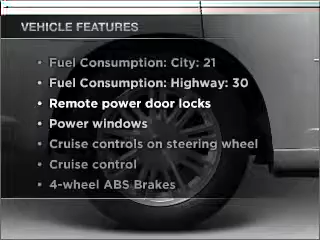 VEHICLE FEATURES
• Fuel Consumption: City: 21
• Fuel Consumption: Highway: 30
• Remote power door locks
• Power windows
• Cruise controls on steering wheel
• Cruise control
• 4-wheel ABS Brakes